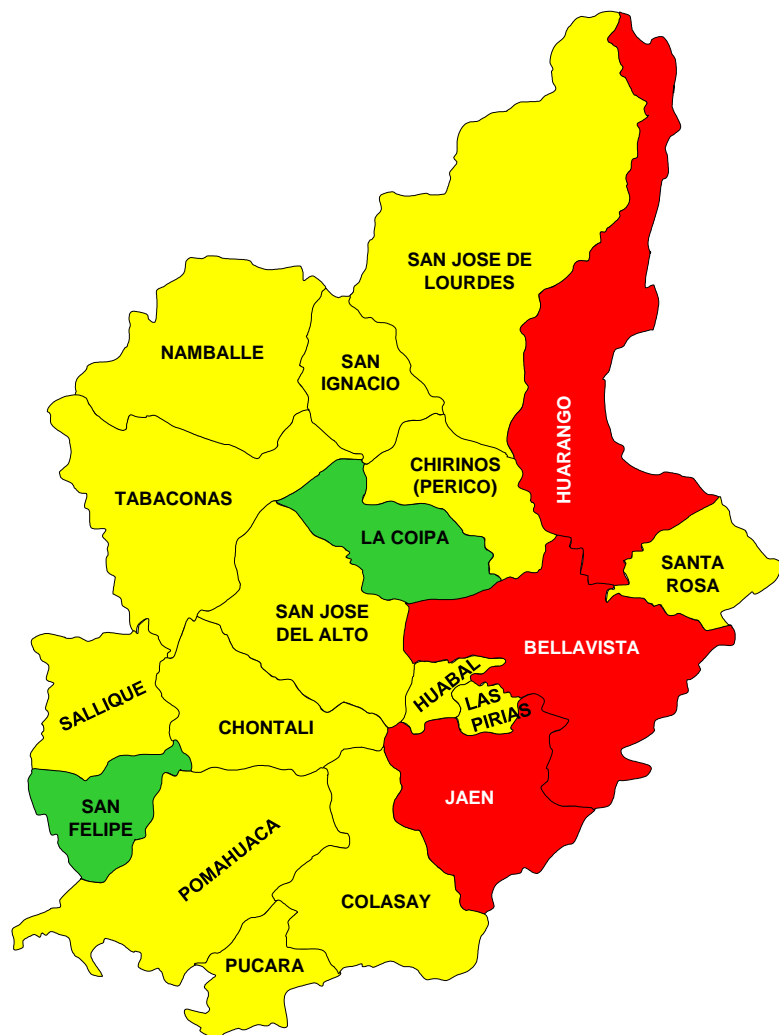 SAN JOSE DE
LOURDES
NAMBALLE
SAN
IGNACIO
HUARANGO
CHIRINOS
(PERICO)
TABACONAS
LA COIPA
SANTA
ROSA
SAN JOSE
DEL ALTO
BELLAVISTA
HUABAL
SALLIQUE
LAS
PIRIAS
CHONTALI
JAEN
SAN
FELIPE
POMAHUACA
COLASAY
PUCARA